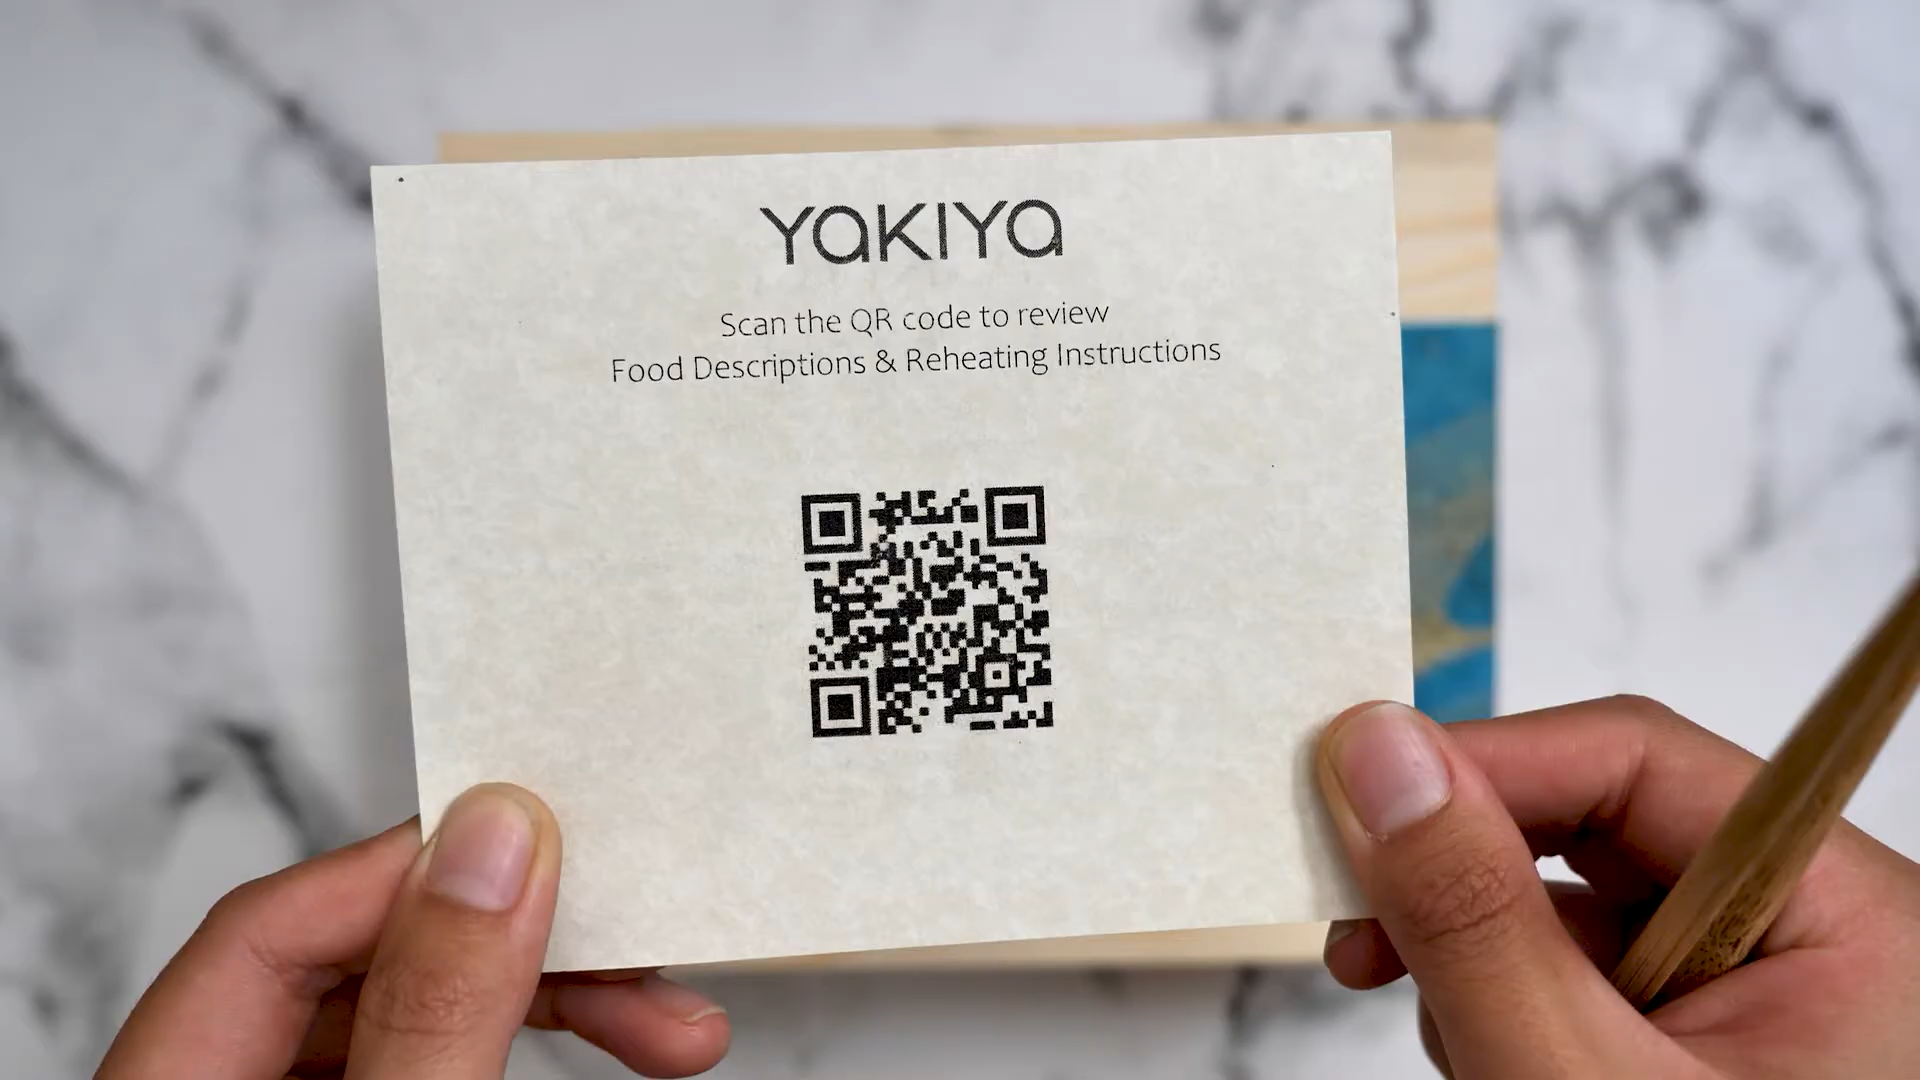 YAKIYA
Scan the QR code to review
Food Descriptions & Reheating Instructions